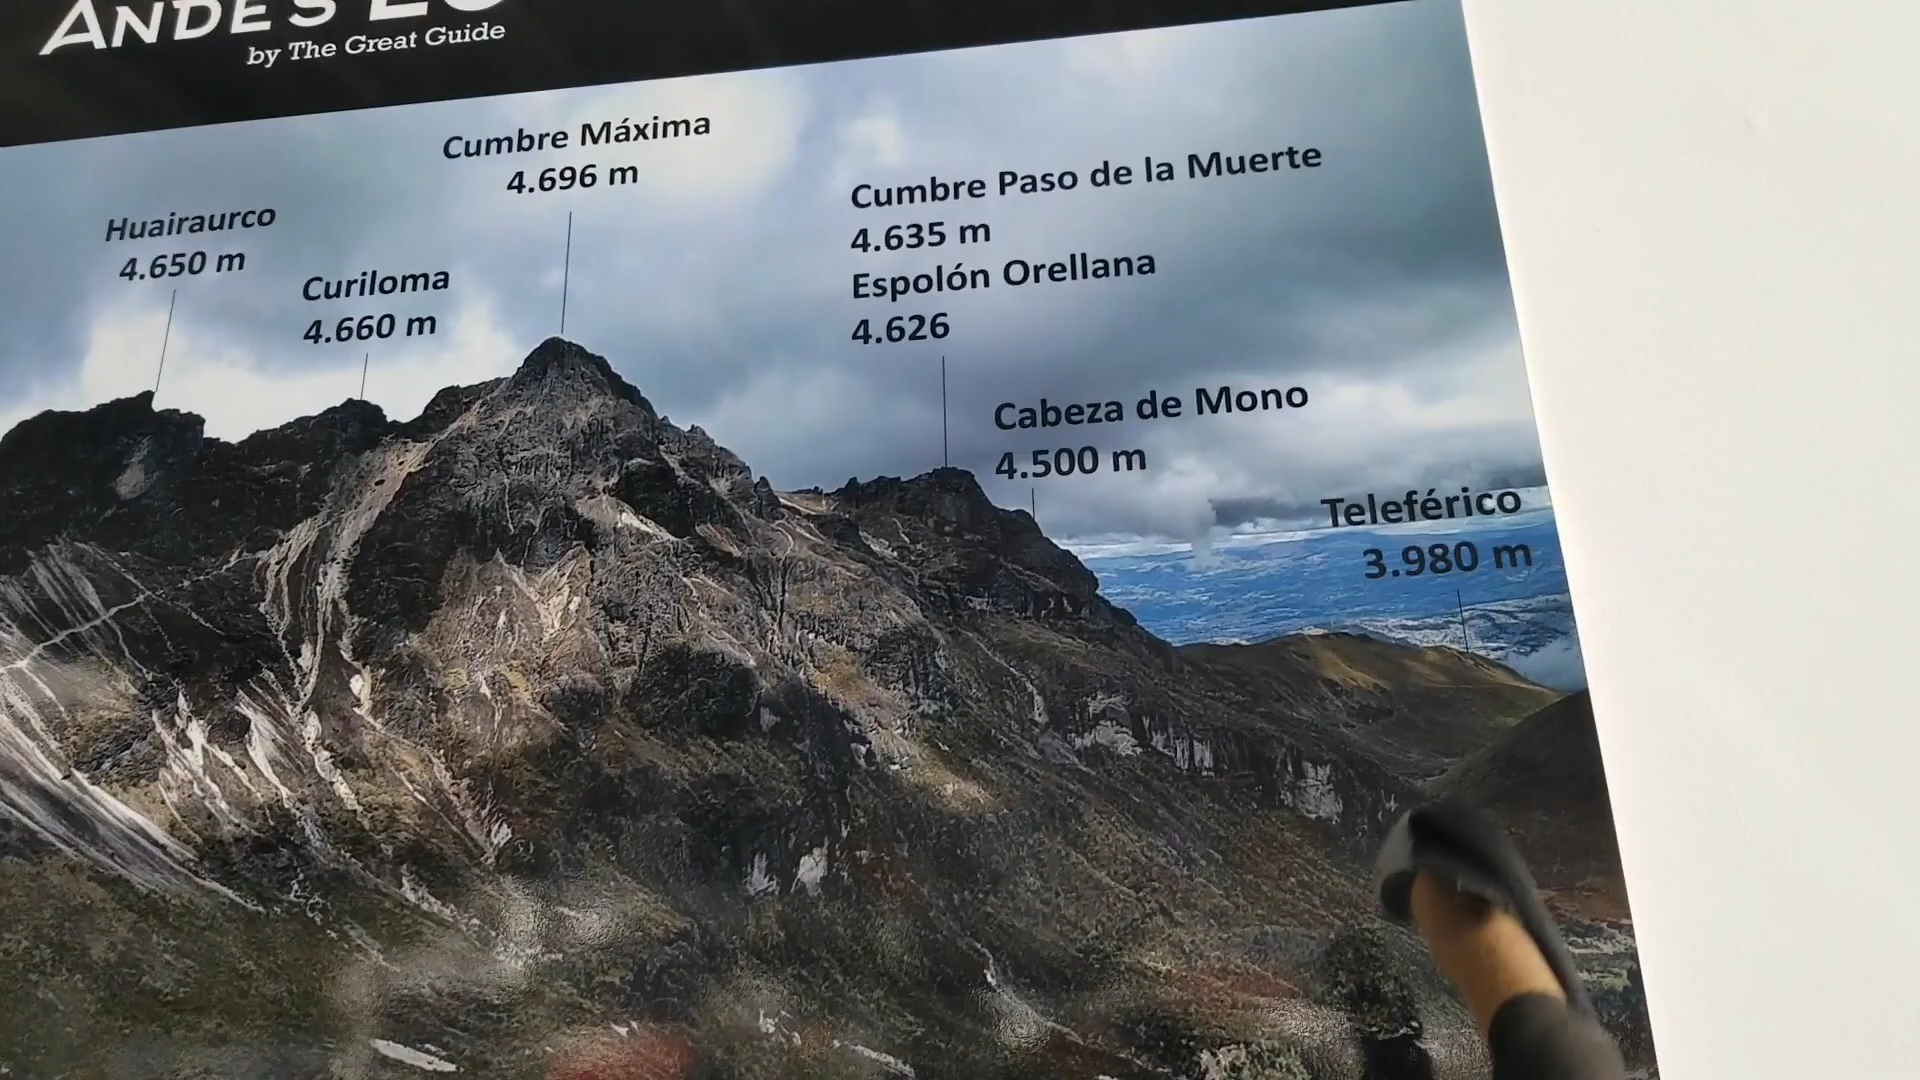 ANDES
by The Great Guide
Cumbre Máxima
4.696 m
Huairaurco
4.650 m
Curiloma
4.660 m
Cumbre Paso de la Muerte
4.635 m
Espolón Orellana
4.626
Cabeza de Mono
4.500 m
Teleférico
3.980 m